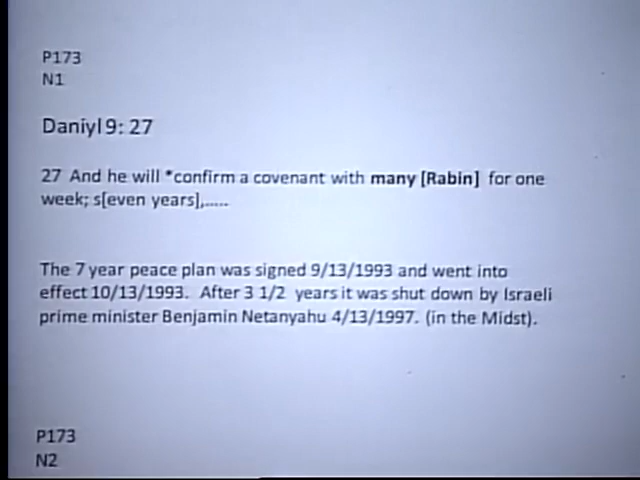 P173
N1
Daniyl 9: 27
27 And he will *confirm a covenant with many [Rabin] for one
week; s[even years],.....
The 7 year peace plan was signed 9/13/1993 and went into
effect 10/13/1993. After 3 1/2 years it was shut down by Israeli
prime minister Benjamin Netanyahu 4/13/1997. (in the Midst).
P173
N2